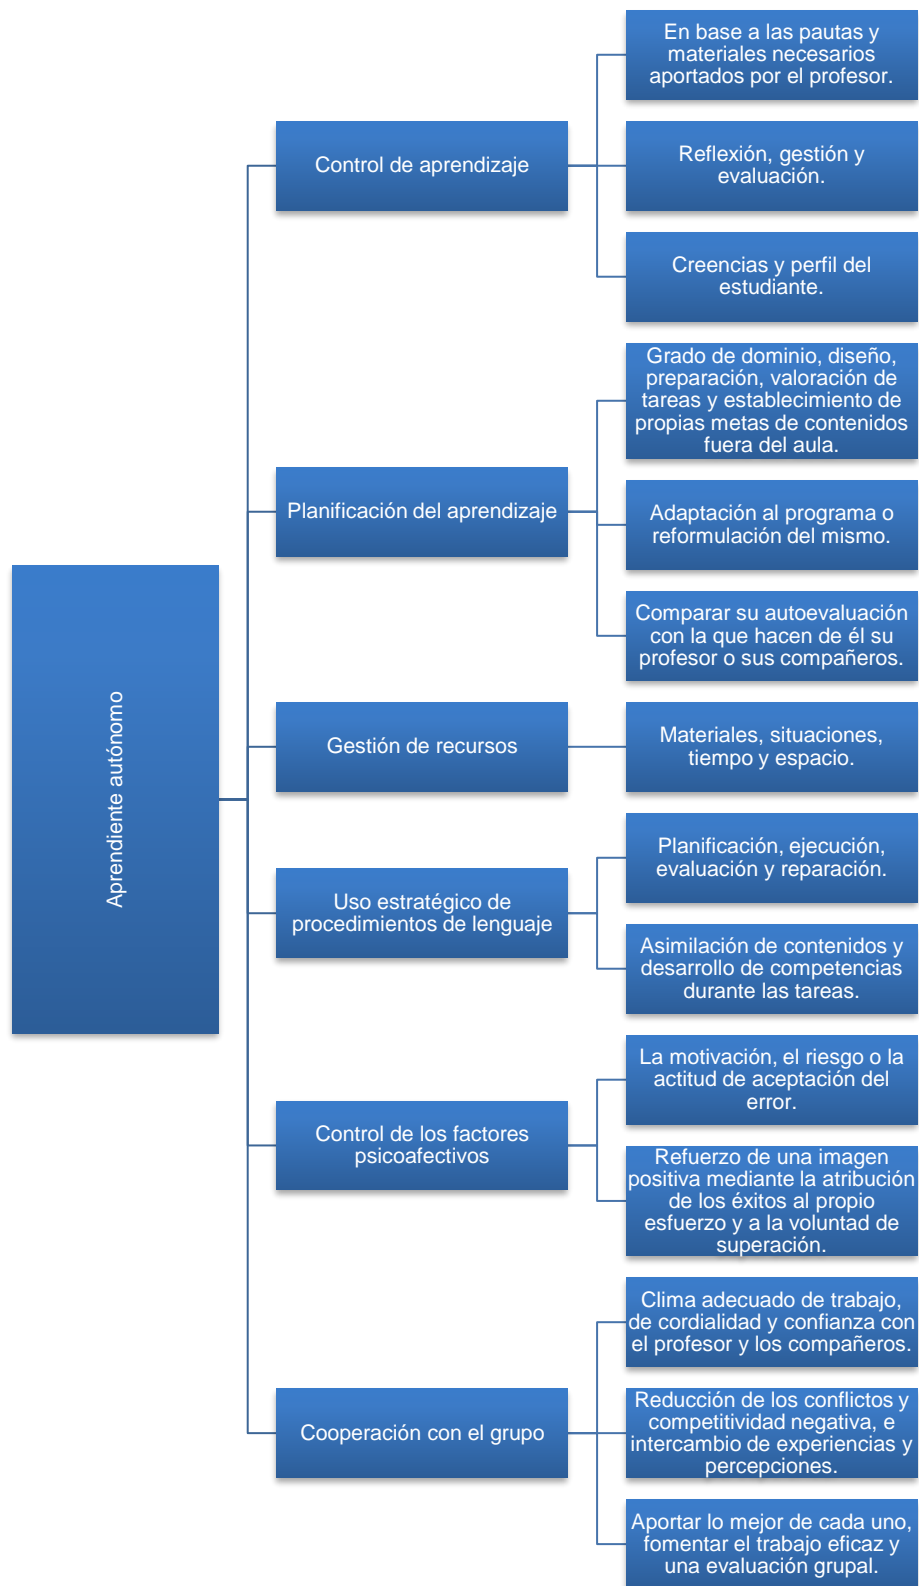 Aprendiente autónomo
Control de aprendizaje
En base a las pautas y
materiales necesarios
aportados por el profesor.
Reflexión, gestión y
evaluación.
Creencias y perfil del
estudiante.
Planificación del aprendizaje
Grado de dominio, diseño,
preparación, valoración de
tareas y establecimiento de
propias metas de contenidos
fuera del aula.
Adaptación al programa o
reformulación del mismo.
Comparar su autoevaluación
con la que hacen de él su
profesor o sus compañeros.
Gestión de recursos
Materiales, situaciones,
tiempo y espacio.
Uso estratégico de
procedimientos de lenguaje
Planificación, ejecución,
evaluación y reparación.
Asimilación de contenidos y
desarrollo de competencias
durante las tareas.
Control de los factores
psicoafectivos
La motivación, el riesgo o la
actitud de aceptación del
error.
Refuerzo de una imagen
positiva mediante la atribución
de los éxitos al propio
esfuerzo y a la voluntad de
superación.
Cooperación con el grupo
Clima adecuado de trabajo,
de cordialidad y confianza con
el profesor y los compañeros.
Reducción de los conflictos y
competitividad negativa, e
intercambio de experiencias y
percepciones.
Aportar lo mejor de cada uno,
fomentar el trabajo eficaz y
una evaluación grupal.